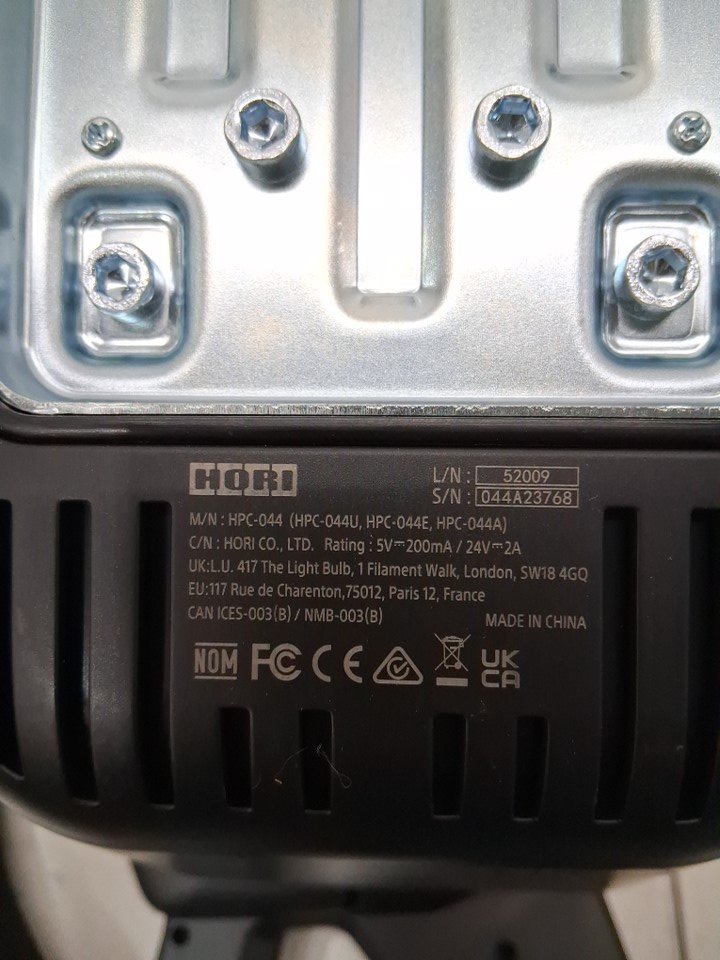 HORI
L/N : 52009
S/N : 044A23768
M/N : HPC-044 (HPC-044U, HPC-044E, HPC-044A)
C/N : HORI CO., LTD. Rating : 5V⎓200mA / 24V⎓2A
UK:L.U. 417 The Light Bulb, 1 Filament Walk, London, SW18 4GQ
EU:117 Rue de Charenton,75012, Paris 12, France
CAN ICES-003(B) / NMB-003(B)
MADE IN CHINA
NOM FC CE UK CA